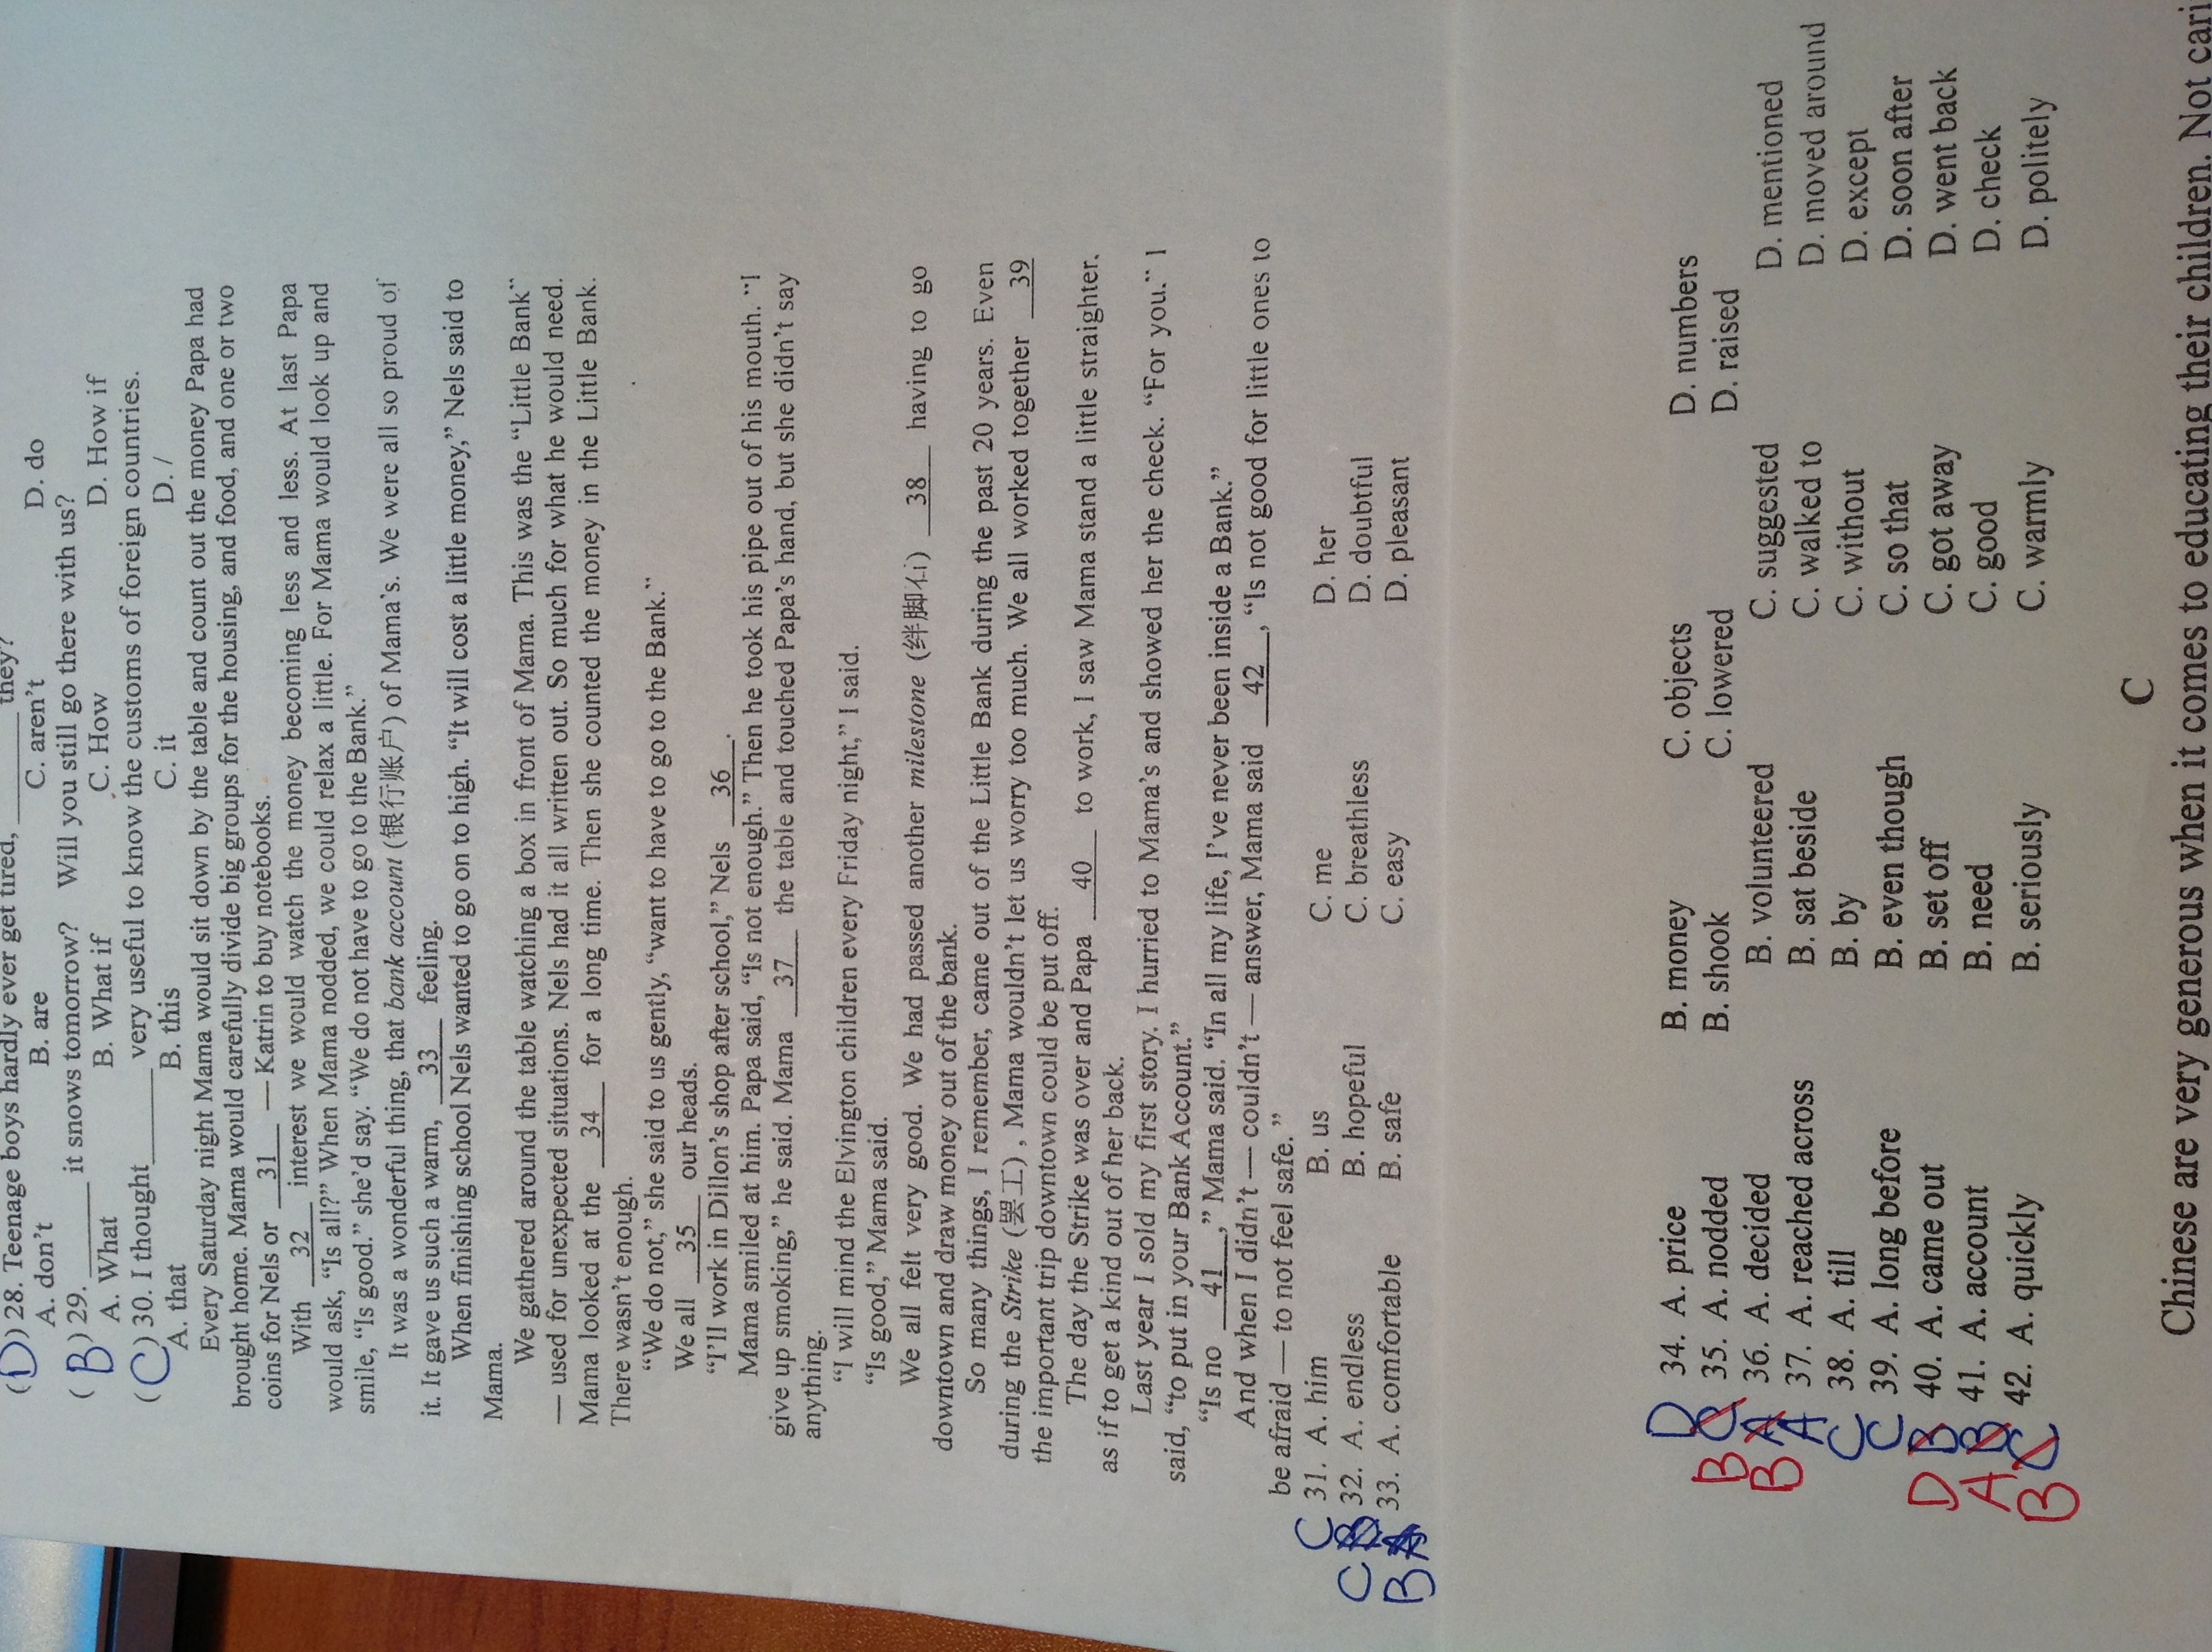 (D) 28. Teenage boys hardly ever get tired, ________ they?
A. don't B. are C. aren't D. do
(B) 29. _______ it snows tomorrow? Will you still go there with us?
A. What B. What if C. How D. How if
(C) 30. I thought_______ very useful to know the customs of foreign countries.
A. that B. this C. it D. /
Every Saturday night Mama would sit down by the table and count out the money Papa had
brought home. Mama would carefully divide big groups for the housing, and food, and one or two
coins for Nels or 31 — Katrin to buy notebooks.
With 32 interest we would watch the money becoming less and less. At last Papa
would ask, “Is all?” When Mama nodded, we could relax a little. For Mama would look up and
smile, “Is good.” she'd say. “We do not have to go to the Bank.”
It was a wonderful thing, that bank account (银行账户) of Mama's. We were all so proud of
it. It gave us such a warm, 33 feeling.
When finishing school Nels wanted to go on to high. “It will cost a little money,” Nels said to
Mama.
We gathered around the table watching a box in front of Mama. This was the “Little Bank”
— used for unexpected situations. Nels had it all written out. So much for what he would need.
Mama looked at the 34 for a long time. Then she counted the money in the Little Bank.
There wasn't enough.
“We do not,” she said to us gently, “want to have to go to the Bank.”
We all 35 our heads.
“I'll work in Dillon's shop after school,” Nels 36 .
Mama smiled at him. Papa said, “Is not enough.” Then he took his pipe out of his mouth. “I
give up smoking,” he said. Mama 37 the table and touched Papa's hand, but she didn't say
anything.
“I will mind the Elvington children every Friday night,” I said.
“Is good,” Mama said.
We all felt very good. We had passed another milestone (绊脚石) 38 having to go
downtown and draw money out of the bank.
So many things, I remember, came out of the Little Bank during the past 20 years. Even
during the Strike (罢工) , Mama wouldn't let us worry too much. We all worked together 39
the important trip downtown could be put off.
The day the Strike was over and Papa 40 to work, I saw Mama stand a little straighter,
as if to get a kind out of her back.
Last year I sold my first story. I hurried to Mama's and showed her the check. “For you.” I
said, “to put in your Bank Account.”
“Is no 41 ,” Mama said. “In all my life, I've never been inside a Bank.”
And when I didn't — couldn't — answer, Mama said 42 , “Is not good for little ones to
be afraid — to not feel safe. ”
C 31. A. him B. us C. me D. her
C B 32. A. endless B. hopeful C. breathless D. doubtful
B A 33. A. comfortable B. safe C. easy D. pleasant
D 34. A. price B. money C. objects D. numbers
B C 35. A. nodded B. shook C. lowered D. raised
B A 36. A. decided B. volunteered C. suggested D. mentioned
A 37. A. reached across B. sat beside C. walked to D. moved around
C 38. A. till B. by C. without D. except
C 39. A. long before B. even though C. so that D. soon after
D B 40. A. came out B. set off C. got away D. went back
A B 41. A. account B. need C. good D. check
B C 42. A. quickly B. seriously C. warmly D. politely
C
Chinese are very generous when it comes to educating their children. Not